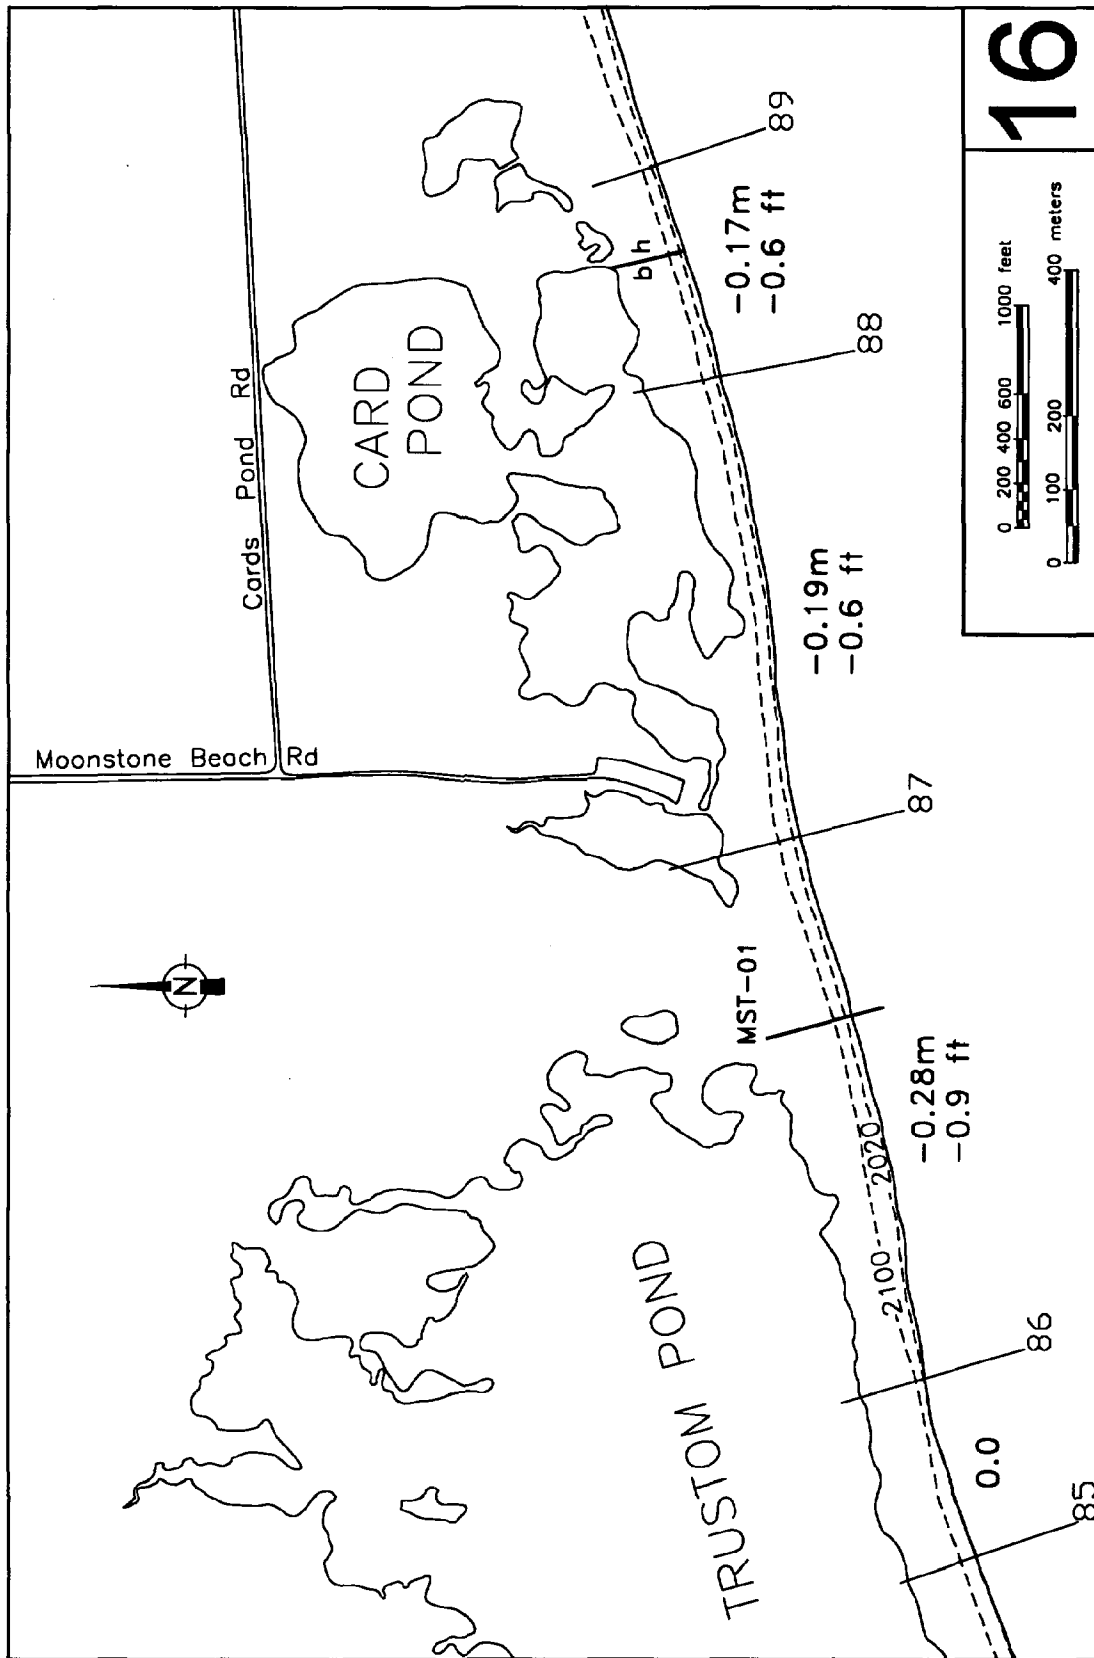 16
Cards Pond Rd
Moonstone Beach Rd
CARD
POND
TRUSTOM POND
N
b h
MST-01
2100
2020
85
86
87
88
89
0.0
-0.28m
-0.9 ft
-0.19m
-0.6 ft
-0.17m
-0.6 ft
0 200 400 600 1000 feet
0 100 200 400 meters